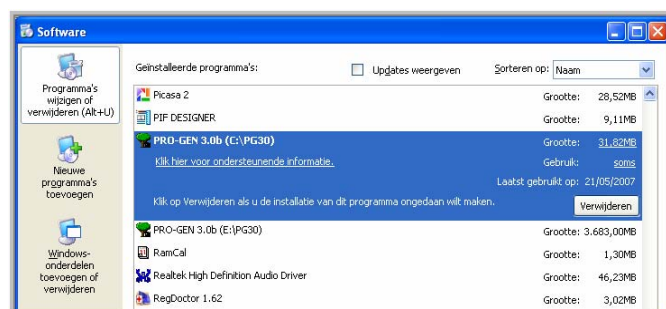 Software
Programma's
wijzigen of
verwijderen (Alt+U)
Nieuwe
programma's
toevoegen
Windows-
onderdelen
toevoegen of
verwijderen
Geïnstalleerde programma's:
Updates weergeven
Sorteren op: Naam
Picasa 2 Grootte: 28,52MB
PIF DESIGNER Grootte: 9,11MB
PRO-GEN 3.0b (C:\PG30) Grootte: 31,82MB
Klik hier voor ondersteunende informatie. Gebruik: soms
Laatst gebruikt op: 21/05/2007
Klik op Verwijderen als u de installatie van dit programma ongedaan wilt maken. Verwijderen
PRO-GEN 3.0b (E:\PG30) Grootte: 3.683,00MB
RamCal Grootte: 1,30MB
Realtek High Definition Audio Driver Grootte: 46,23MB
RegDoctor 1.62 Grootte: 3,02MB